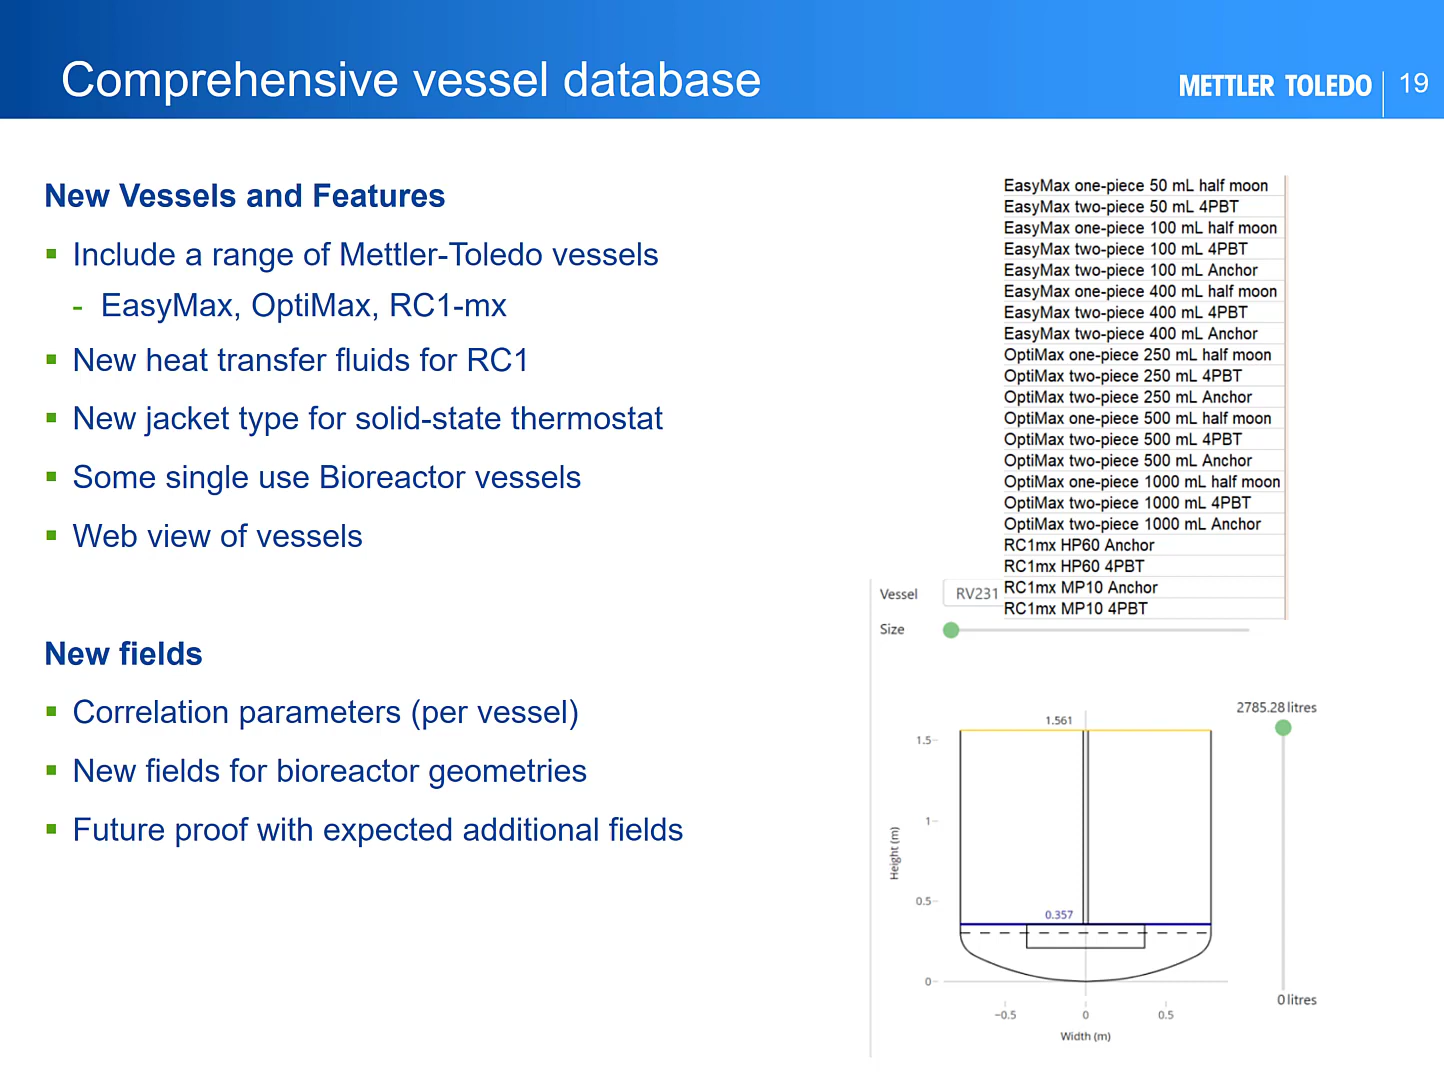 Comprehensive vessel database
METTLER TOLEDO
19
New Vessels and Features
Include a range of Mettler-Toledo vessels
- EasyMax, OptiMax, RC1-mx
New heat transfer fluids for RC1
New jacket type for solid-state thermostat
Some single use Bioreactor vessels
Web view of vessels
New fields
Correlation parameters (per vessel)
New fields for bioreactor geometries
Future proof with expected additional fields
EasyMax one-piece 50 mL half moon
EasyMax two-piece 50 mL 4PBT
EasyMax one-piece 100 mL half moon
EasyMax two-piece 100 mL 4PBT
EasyMax two-piece 100 mL Anchor
EasyMax one-piece 400 mL half moon
EasyMax two-piece 400 mL 4PBT
EasyMax two-piece 400 mL Anchor
OptiMax one-piece 250 mL half moon
OptiMax two-piece 250 mL 4PBT
OptiMax two-piece 250 mL Anchor
OptiMax one-piece 500 mL half moon
OptiMax two-piece 500 mL 4PBT
OptiMax two-piece 500 mL Anchor
OptiMax one-piece 1000 mL half moon
OptiMax two-piece 1000 mL 4PBT
OptiMax two-piece 1000 mL Anchor
RC1mx HP60 Anchor
RC1mx HP60 4PBT
RC1mx MP10 Anchor
RC1mx MP10 4PBT
Vessel RV231
Size
2785.28 litres
1.561
1.5
1
0.5
0.357
0
Height (m)
−0.5 0 0.5
Width (m)
0 litres